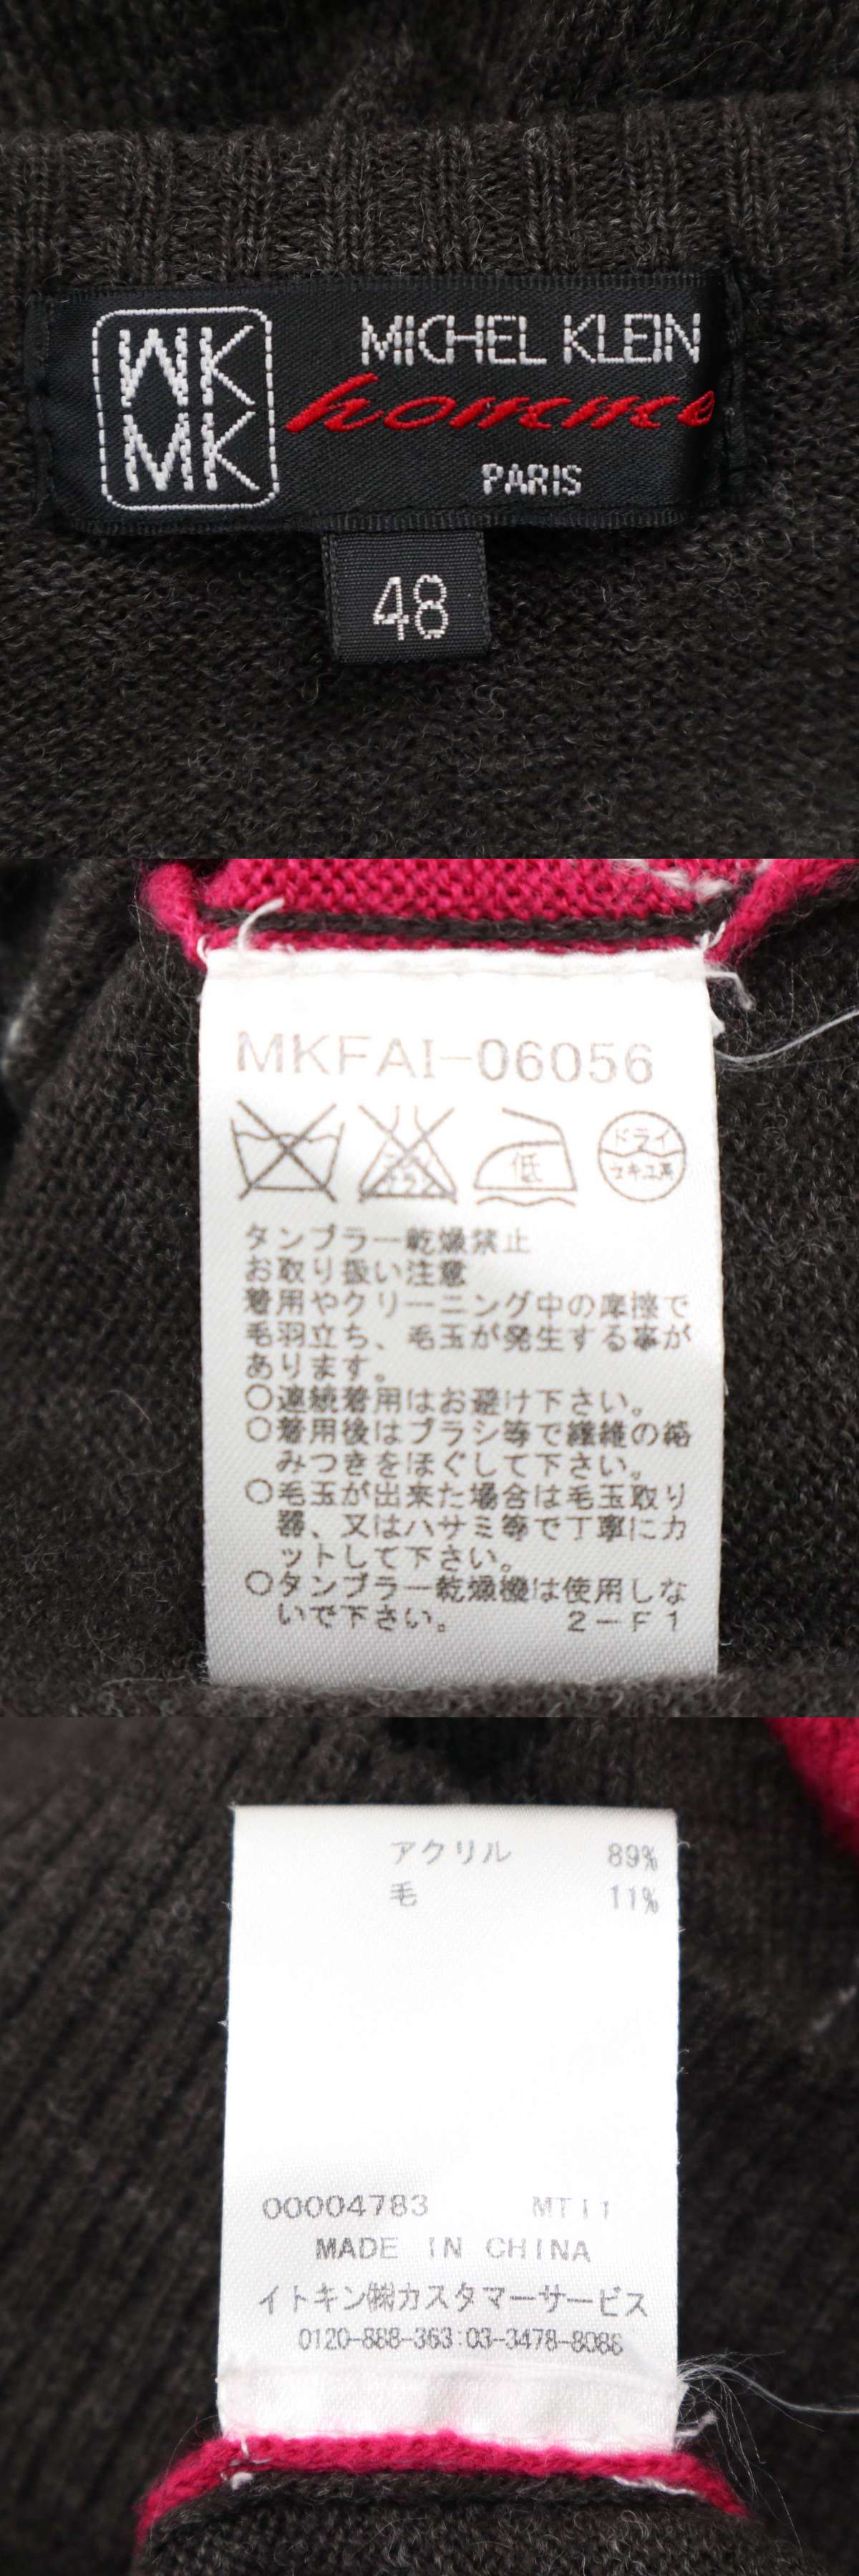 MK
MK
MICHEL KLEIN
homme
PARIS
48
MKFAI-06056
低
ドライ
セキユ系
タンブラー乾燥禁止
お取り扱い注意
着用やクリーニング中の摩擦で
毛羽立ち、毛玉が発生する事が
あります。
○連続着用はお避け下さい。
○着用後はブラシ等で繊維の絡
みつきをほぐして下さい。
○毛玉が出来た場合は毛玉取り
器、又はハサミ等で丁寧にカ
ットして下さい。
○タンブラー乾燥機は使用しな
いで下さい。 2-F1
アクリル 89%
毛 11%
00004783 MT11
MADE IN CHINA
イトキン㈱カスタマーサービス
0120-888-363:03-3478-8088